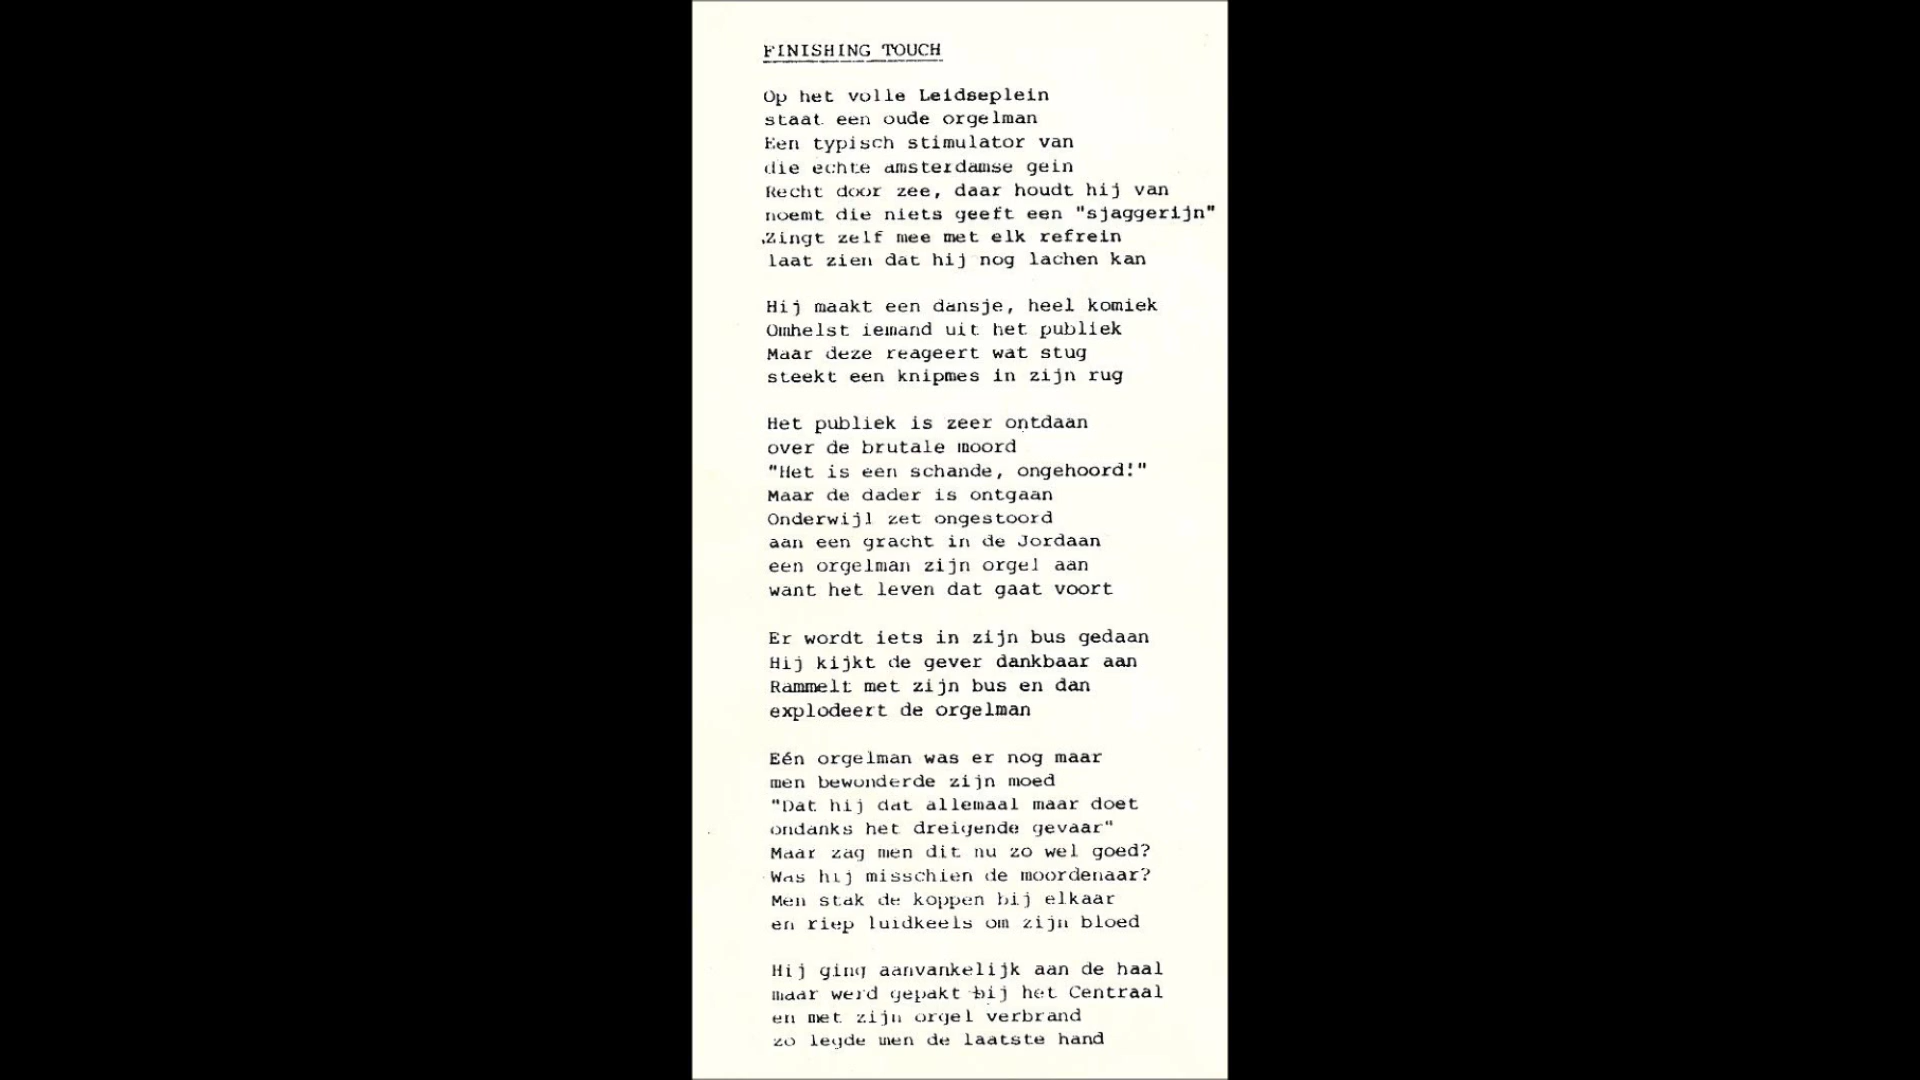 FINISHING TOUCH
Op het volle Leidseplein
staat een oude orgelman
Een typisch stimulator van
die echte amsterdamse gein
Recht door zee, daar houdt hij van
noemt die niets geeft een "sjaggerijn"
Zingt zelf mee met elk refrein
laat zien dat hij nog lachen kan
Hij maakt een dansje, heel komiek
Omhelst iemand uit het publiek
Maar deze reageert wat stug
steekt een knipmes in zijn rug
Het publiek is zeer ontdaan
over de brutale moord
"Het is een schande, ongehoord!"
Maar de dader is ontgaan
Onderwijl zet ongestoord
aan een gracht in de Jordaan
een orgelman zijn orgel aan
want het leven dat gaat voort
Er wordt iets in zijn bus gedaan
Hij kijkt de gever dankbaar aan
Rammelt met zijn bus en dan
explodeert de orgelman
Eén orgelman was er nog maar
men bewonderde zijn moed
"Dat hij dat allemaal maar doet
ondanks het dreigende gevaar"
Maar zag men dit nu zo wel goed?
Was hij misschien de moordenaar?
Men stak de koppen bij elkaar
en riep luidkeels om zijn bloed
Hij ging aanvankelijk aan de haal
maar werd gepakt bij het Centraal
en met zijn orgel verbrand
zo legde men de laatste hand